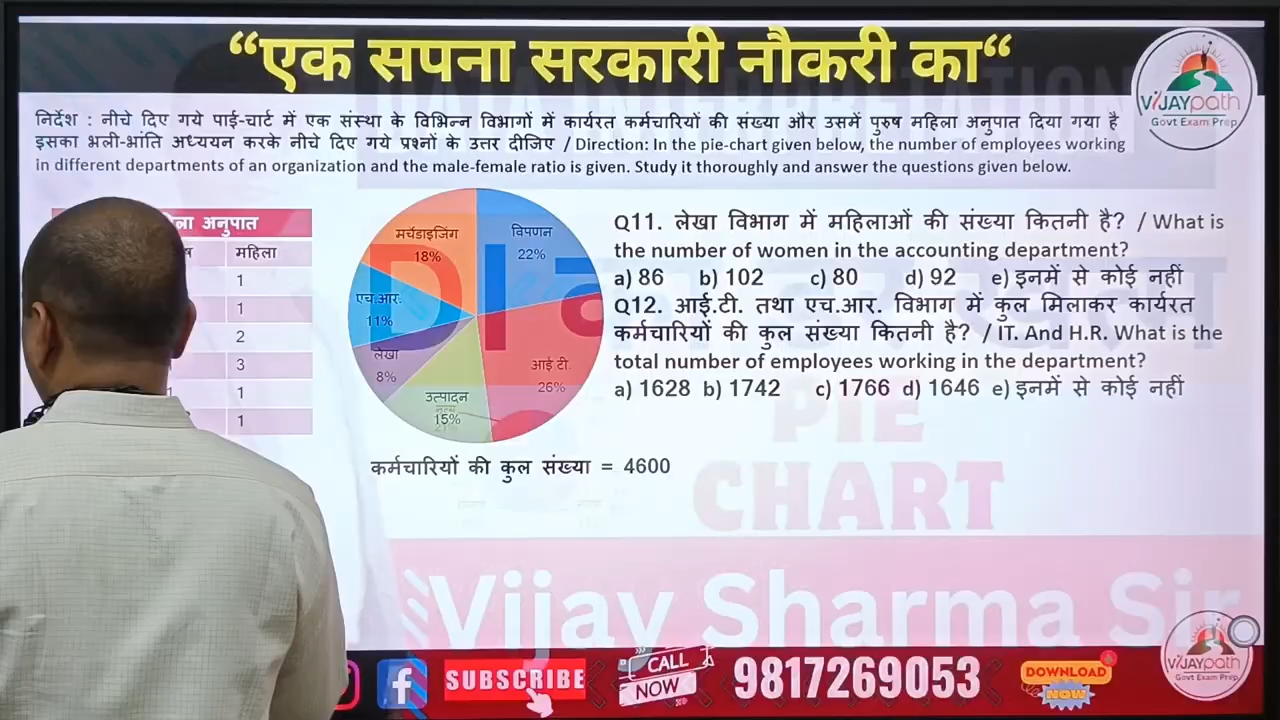 “एक सपना सरकारी नौकरी का“
VIJAYpath
Govt Exam Prep
निर्देश : नीचे दिए गये पाई-चार्ट में एक संस्था के विभिन्न विभागों में कार्यरत कर्मचारियों की संख्या और उसमें पुरुष महिला अनुपात दिया गया है
इसका भली-भांति अध्ययन करके नीचे दिए गये प्रश्नों के उत्तर दीजिए / Direction: In the pie-chart given below, the number of employees working
in different departments of an organization and the male-female ratio is given. Study it thoroughly and answer the questions given below.
अनुपात
महिला
1
1
2
3
1
1
मर्चेंडाइजिंग
18%
विपणन
22%
एच.आर.
11%
लेखा
8%
उत्पादन
15%
आई टी.
26%
कर्मचारियों की कुल संख्या = 4600
Q11. लेखा विभाग में महिलाओं की संख्या कितनी है? / What is
the number of women in the accounting department?
a) 86 b) 102 c) 80 d) 92 e) इनमें से कोई नहीं
Q12. आई.टी. तथा एच.आर. विभाग में कुल मिलाकर कार्यरत
कर्मचारियों की कुल संख्या कितनी है? / IT. And H.R. What is the
total number of employees working in the department?
a) 1628 b) 1742 c) 1766 d) 1646 e) इनमें से कोई नहीं
PIE
CHART
Vijay Sharma Sir
SUBSCRIBE
CALL
NOW
9817269053
DOWNLOAD
NOW
VIJAYpath
Govt Exam Prep